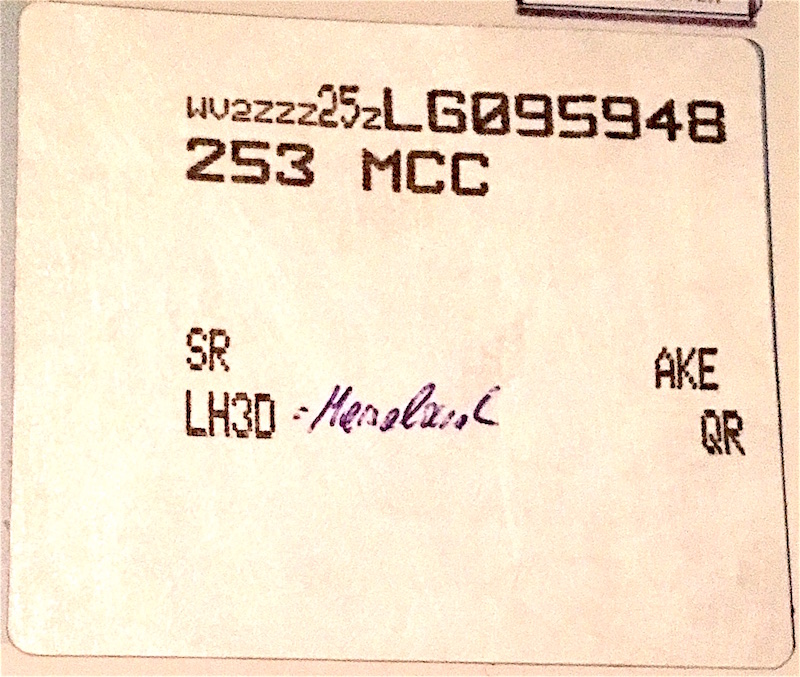 WV2ZZZ25ZLG095948
253 MCC
SR AKE
LH3D QR